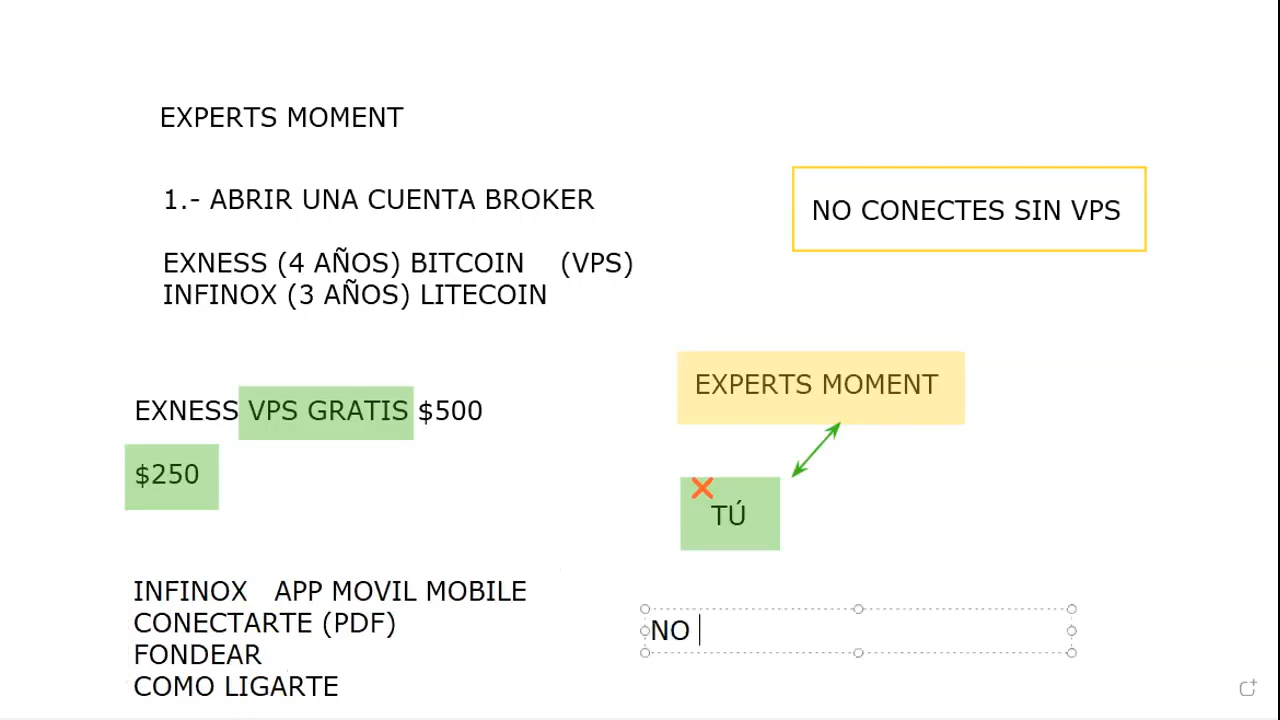 EXPERTS MOMENT
1.- ABRIR UNA CUENTA BROKER
EXNESS (4 AÑOS) BITCOIN (VPS)
INFINOX (3 AÑOS) LITECOIN
NO CONECTES SIN VPS
EXNESS VPS GRATIS $500
$250
EXPERTS MOMENT
TÚ
INFINOX APP MOVIL MOBILE
CONECTARTE (PDF)
FONDEAR
COMO LIGARTE
NO